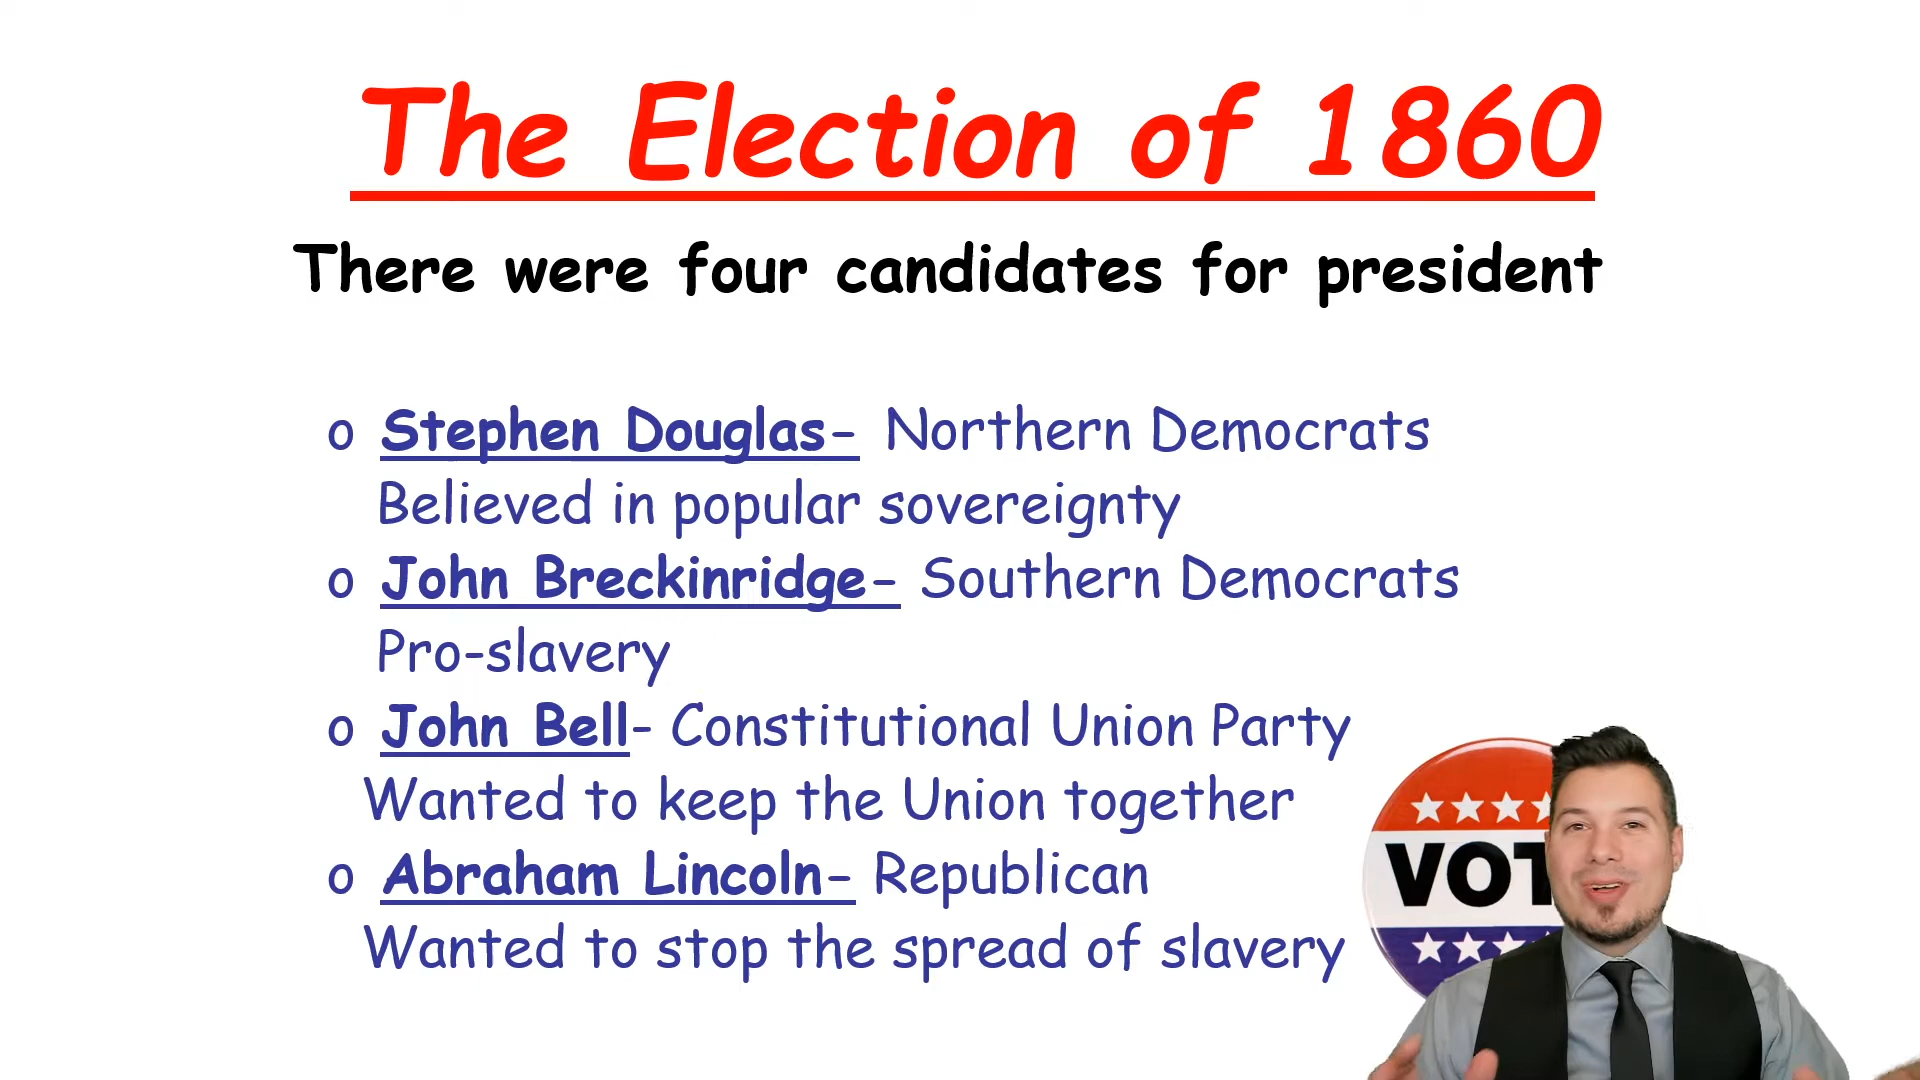 The Election of 1860
There were four candidates for president
o Stephen Douglas- Northern Democrats
Believed in popular sovereignty
o John Breckinridge- Southern Democrats
Pro-slavery
o John Bell- Constitutional Union Party
Wanted to keep the Union together
o Abraham Lincoln- Republican
Wanted to stop the spread of slavery
VOT